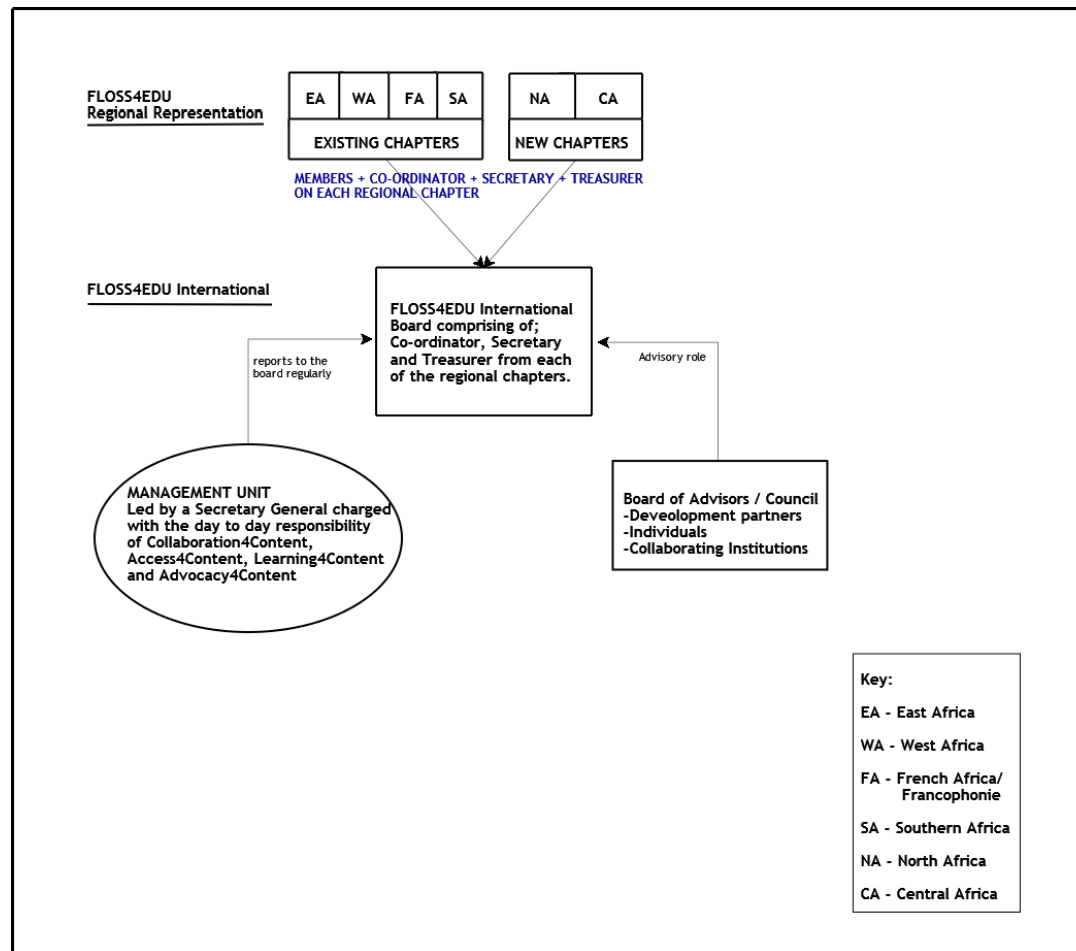 FLOSS4EDU
Regional Representation
EA WA FA SA
EXISTING CHAPTERS
NA CA
NEW CHAPTERS
MEMBERS + CO-ORDINATOR + SECRETARY + TREASURER
ON EACH REGIONAL CHAPTER
FLOSS4EDU International
FLOSS4EDU International
Board comprising of;
Co-ordinator, Secretary
and Treasurer from each
of the regional chapters.
reports to the
board regularly
Advisory role
MANAGEMENT UNIT
Led by a Secretary General charged
with the day to day responsibility
of Collaboration4Content,
Access4Content, Learning4Content
and Advocacy4Content
Board of Advisors / Council
-Deveolopment partners
-Individuals
-Collaborating Institutions
Key:
EA - East Africa
WA - West Africa
FA - French Africa/
Francophonie
SA - Southern Africa
NA - North Africa
CA - Central Africa